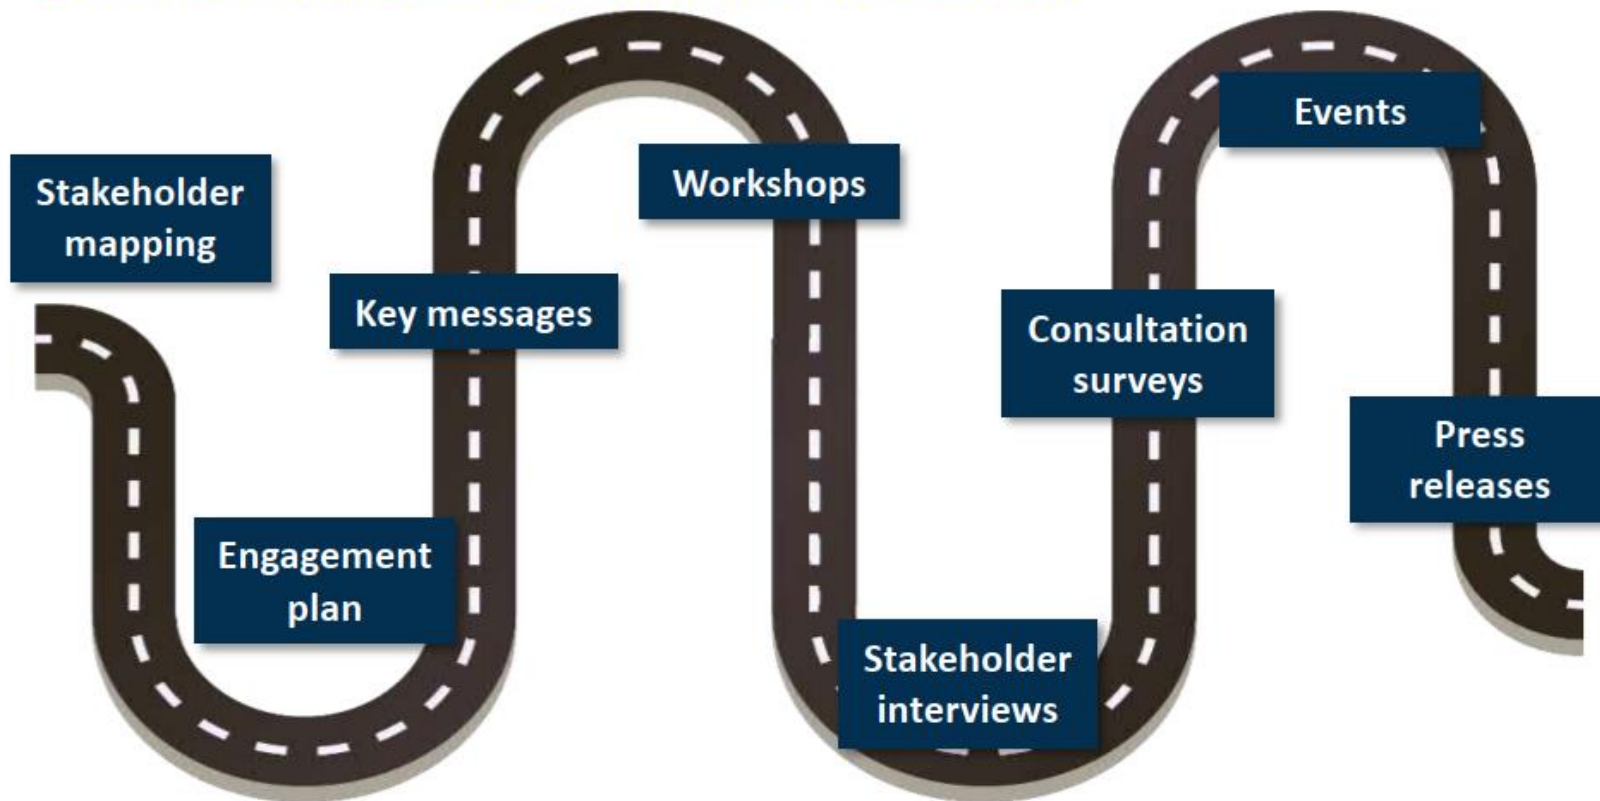 Stakeholder
mapping
Engagement
plan
Key messages
Workshops
Stakeholder
interviews
Consultation
surveys
Events
Press
releases